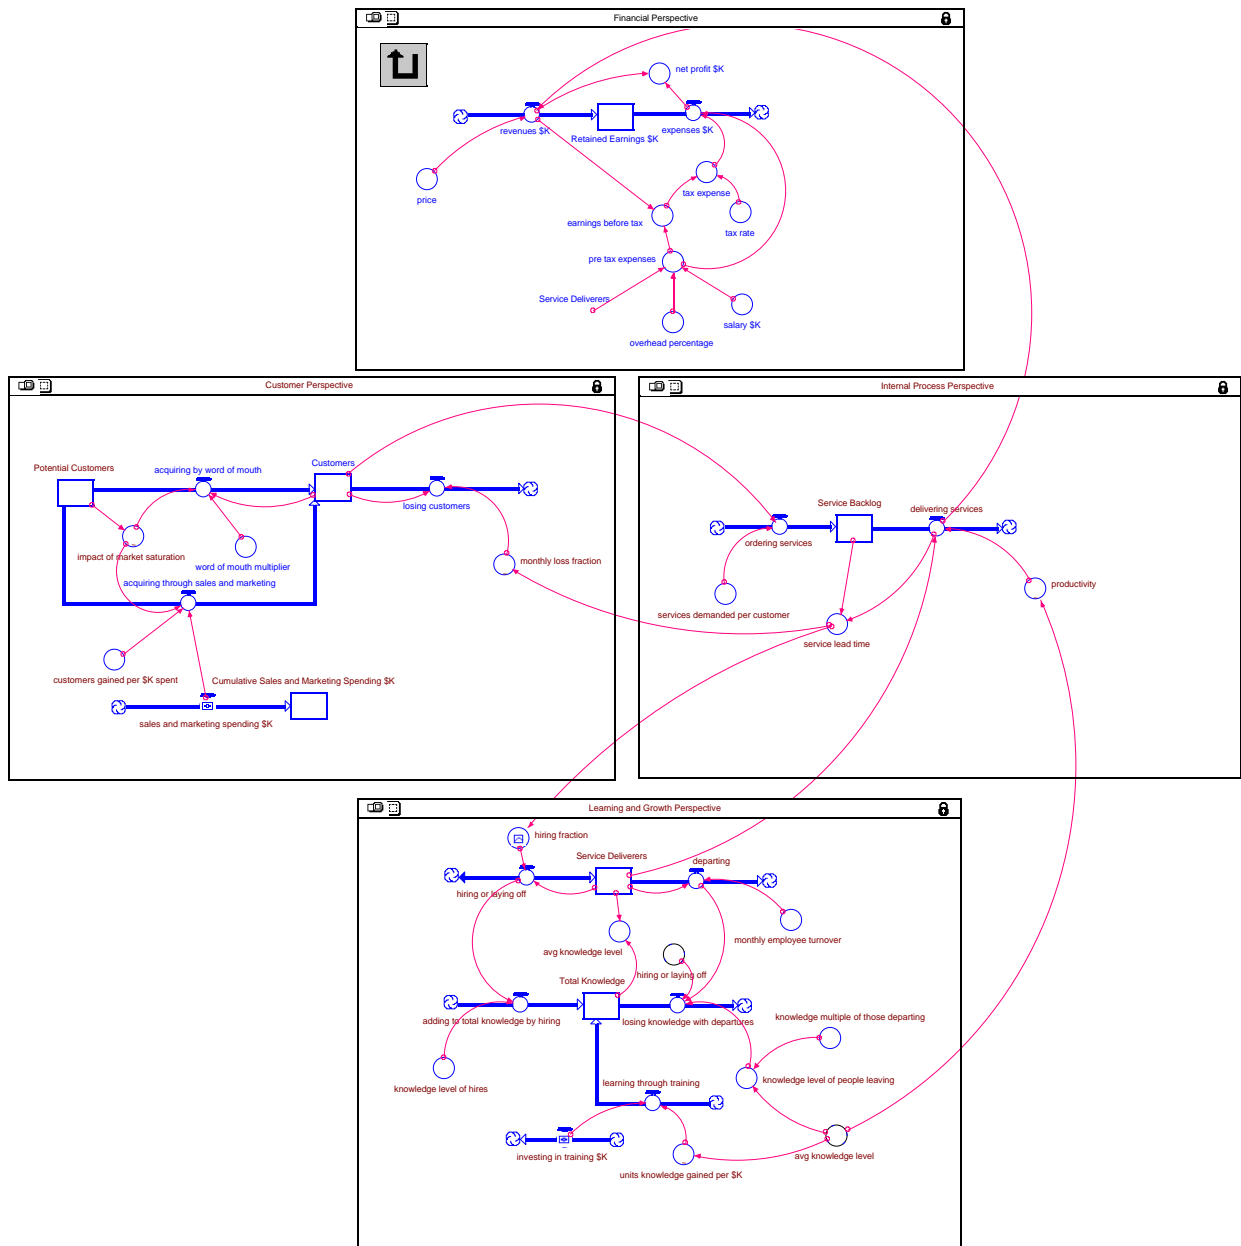 Financial Perspective
net profit $K
revenues $K
Retained Earnings $K
expenses $K
price
tax expense
earnings before tax
tax rate
pre tax expenses
Service Deliverers
salary $K
overhead percentage
Customer Perspective
Potential Customers
acquiring by word of mouth
Customers
losing customers
impact of market saturation
word of mouth multiplier
monthly loss fraction
acquiring through sales and marketing
customers gained per $K spent
Cumulative Sales and Marketing Spending $K
sales and marketing spending $K
Internal Process Perspective
Service Backlog
delivering services
ordering services
productivity
services demanded per customer
service lead time
Learning and Growth Perspective
hiring fraction
Service Deliverers
departing
hiring or laying off
monthly employee turnover
avg knowledge level
hiring or laying off
Total Knowledge
adding to total knowledge by hiring
losing knowledge with departures
knowledge multiple of those departing
knowledge level of hires
learning through training
knowledge level of people leaving
investing in training $K
units knowledge gained per $K
avg knowledge level